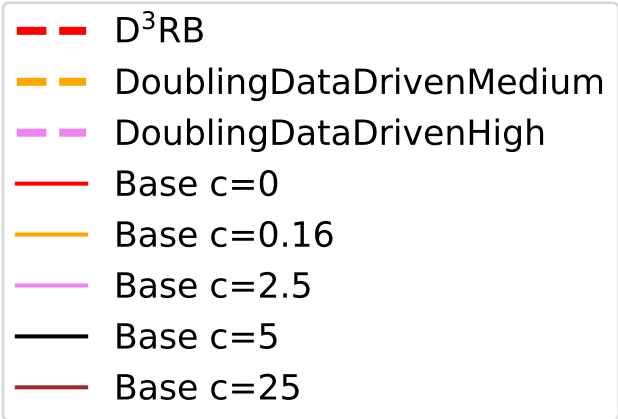 D³RB
DoublingDataDrivenMedium
DoublingDataDrivenHigh
Base c=0
Base c=0.16
Base c=2.5
Base c=5
Base c=25